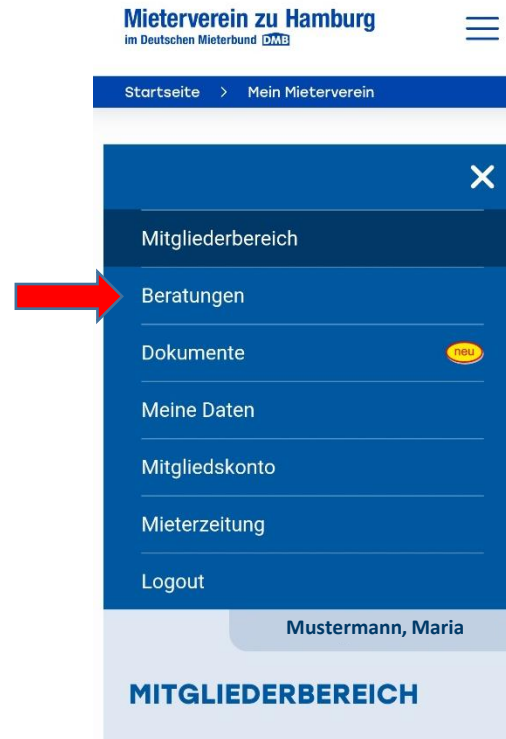 Mieterverein zu Hamburg
im Deutschen Mieterbund DMB
Startseite > Mein Mieterverein
Mitgliederbereich
Beratungen
Dokumente neu
Meine Daten
Mitgliedskonto
Mieterzeitung
Logout
Mustermann, Maria
MITGLIEDERBEREICH